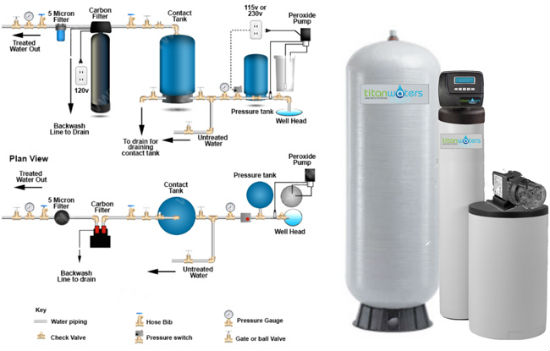 115v or
230v
Peroxide
Pump
5 Micron
Filter
Carbon
Filter
Contact
Tank
Treated
Water Out
120v
Backwash
Line to Drain
To drain for
draining
contact tank
Untreated
Water
Pressure tank
Well Head
Plan View
Treated
Water Out
5 Micron
Filter
Carbon
Filter
Contact
Tank
Pressure tank
Peroxide
Pump
Well Head
Backwash
Line to drain
Untreated
Water
Key
Water piping
Hose Bib
Pressure Gauge
Check Valve
Pressure switch
Gate or ball Valve
titanwaters
titanwaters